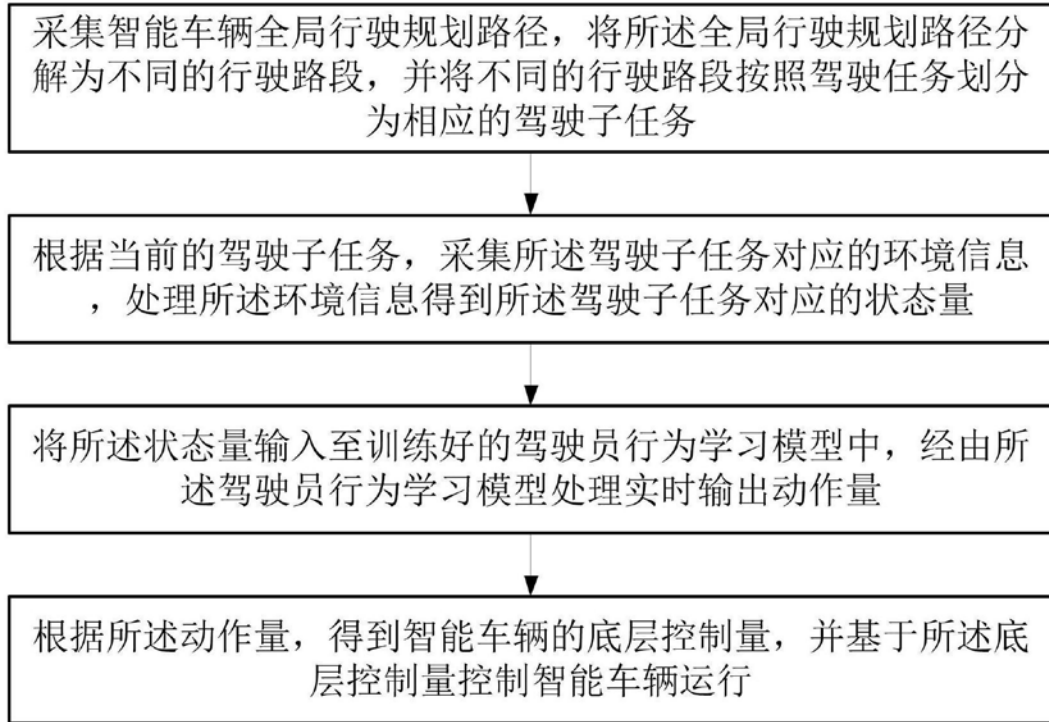 采集智能车辆全局行驶规划路径，将所述全局行驶规划路径分
解为不同的行驶路段，并将不同的行驶路段按照驾驶任务划分
为相应的驾驶子任务
根据当前的驾驶子任务，采集所述驾驶子任务对应的环境信息
，处理所述环境信息得到所述驾驶子任务对应的状态量
将所述状态量输入至训练好的驾驶员行为学习模型中，经由所
述驾驶员行为学习模型处理实时输出动作量
根据所述动作量，得到智能车辆的底层控制量，并基于所述底
层控制量控制智能车辆运行